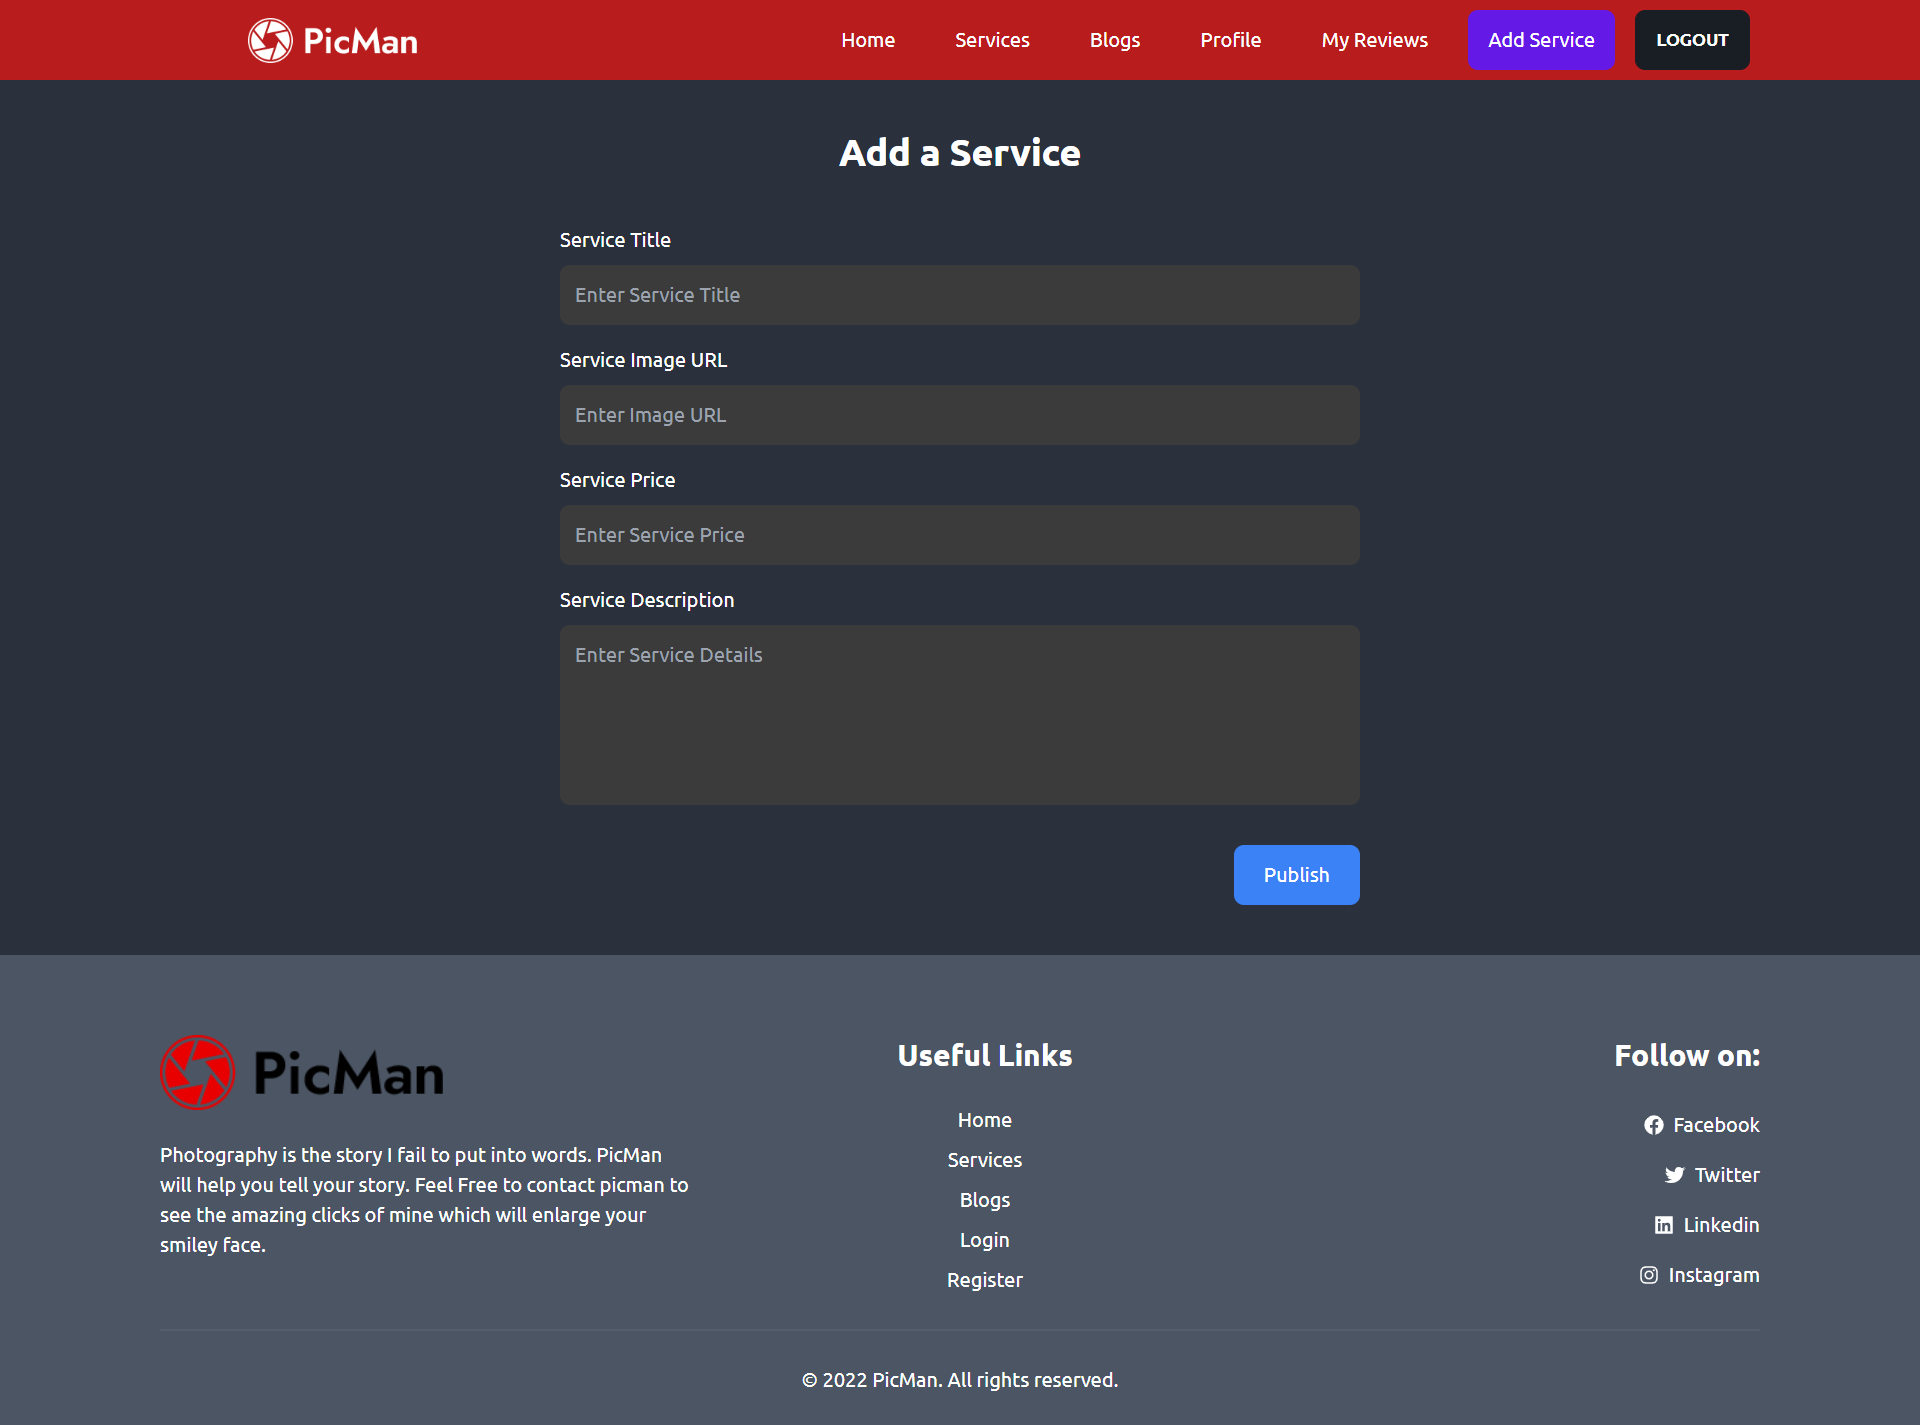 PicMan
Home
Services
Blogs
Profile
My Reviews
Add Service
LOGOUT
Add a Service
Service Title
Enter Service Title
Service Image URL
Enter Image URL
Service Price
Enter Service Price
Service Description
Enter Service Details
Publish
PicMan
Photography is the story I fail to put into words. PicMan
will help you tell your story. Feel Free to contact picman to
see the amazing clicks of mine which will enlarge your
smiley face.
Useful Links
Home
Services
Blogs
Login
Register
Follow on:
Facebook
Twitter
Linkedin
Instagram
© 2022 PicMan. All rights reserved.